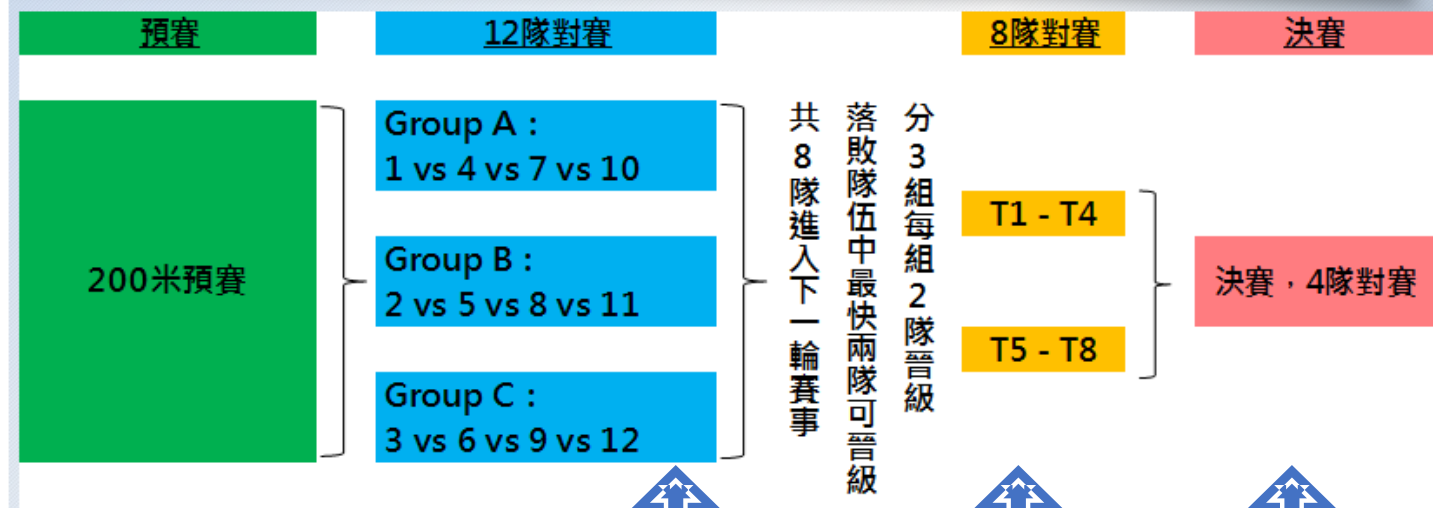 預賽
12隊對賽
8隊對賽
決賽
200米預賽
Group A：
1 vs 4 vs 7 vs 10
Group B：
2 vs 5 vs 8 vs 11
Group C：
3 vs 6 vs 9 vs 12
分3組每組2隊晉級
落敗隊伍中最快兩隊可晉級
共8隊進入下一輪賽事
T1 - T4
T5 - T8
決賽，4隊對賽